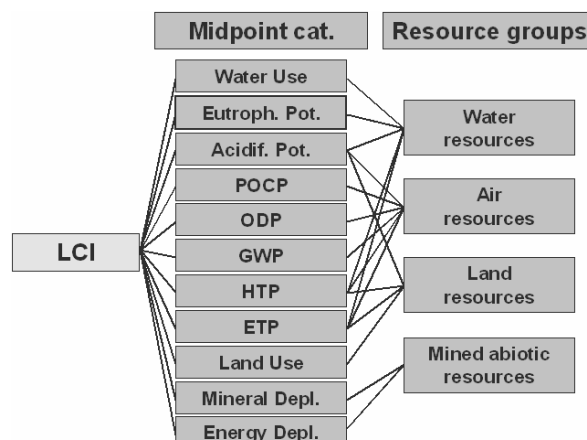 Midpoint cat.
Resource groups
Water Use
Eutroph. Pot.
Acidif. Pot.
POCP
ODP
GWP
HTP
ETP
Land Use
Mineral Depl.
Energy Depl.
LCI
Water
resources
Air
resources
Land
resources
Mined abiotic
resources